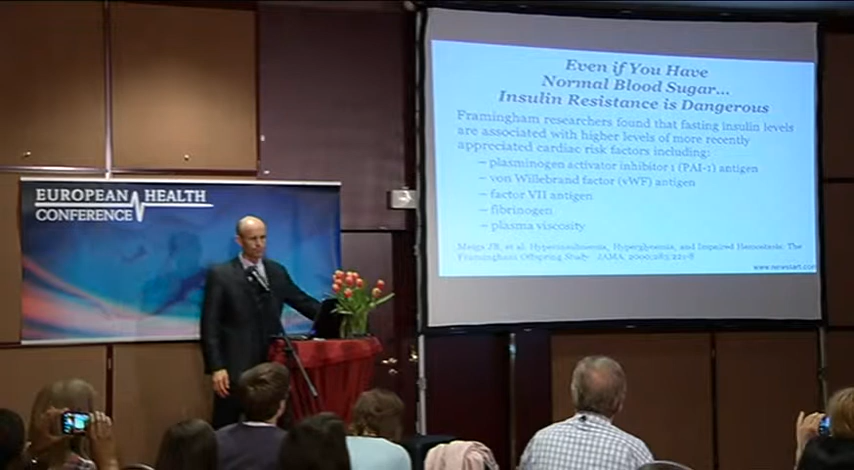 EUROPEAN HEALTH
CONFERENCE
Even if You Have
Normal Blood Sugar...
Insulin Resistance is Dangerous
Framingham researchers found that fasting insulin levels
are associated with higher levels of more recently
appreciated cardiac risk factors including:
– plasminogen activator inhibitor 1 (PAI-1) antigen
– von Willebrand factor (vWF) antigen
– factor VII antigen
– fibrinogen
– plasma viscosity
Meigs JB, et al. Hyperinsulinemia, Hyperglycemia, and Impaired Hemostasis: The
Framingham Offspring Study. JAMA. 2000;283:221-8
www.newstart.com